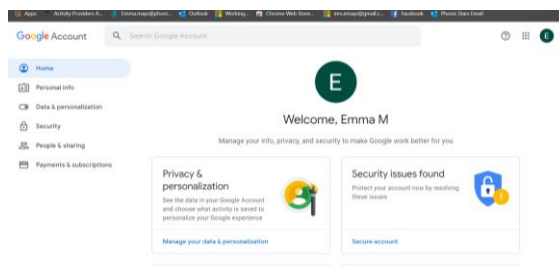 Apps
Activity Providers A...
Outlook
Working...
Chrome Web Store...
Facebook
Phonic Stars Email
Google Account
Search Google Account
E
Home
Personal info
Data & personalization
Security
People & sharing
Payments & subscriptions
E
Welcome, Emma M
Manage your info, privacy, and security to make Google work better for you
Privacy &
personalization
See the data in your Google Account
and choose what activity is saved to
personalize your Google experience
Manage your data & personalization
Security issues found
Protect your account now by resolving
these issues
Secure account